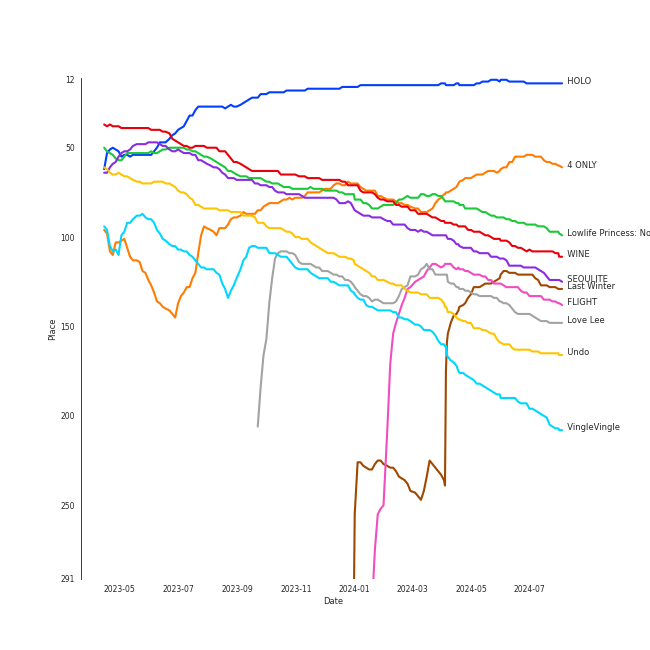 12
50
100
150
200
250
291
Place
2023-05
2023-07
2023-09
2023-11
2024-01
2024-03
2024-05
2024-07
Date
HOLO
4 ONLY
Lowlife Princess: No
WINE
SEOULITE
Last Winter
FLIGHT
Love Lee
Undo
VingleVingle